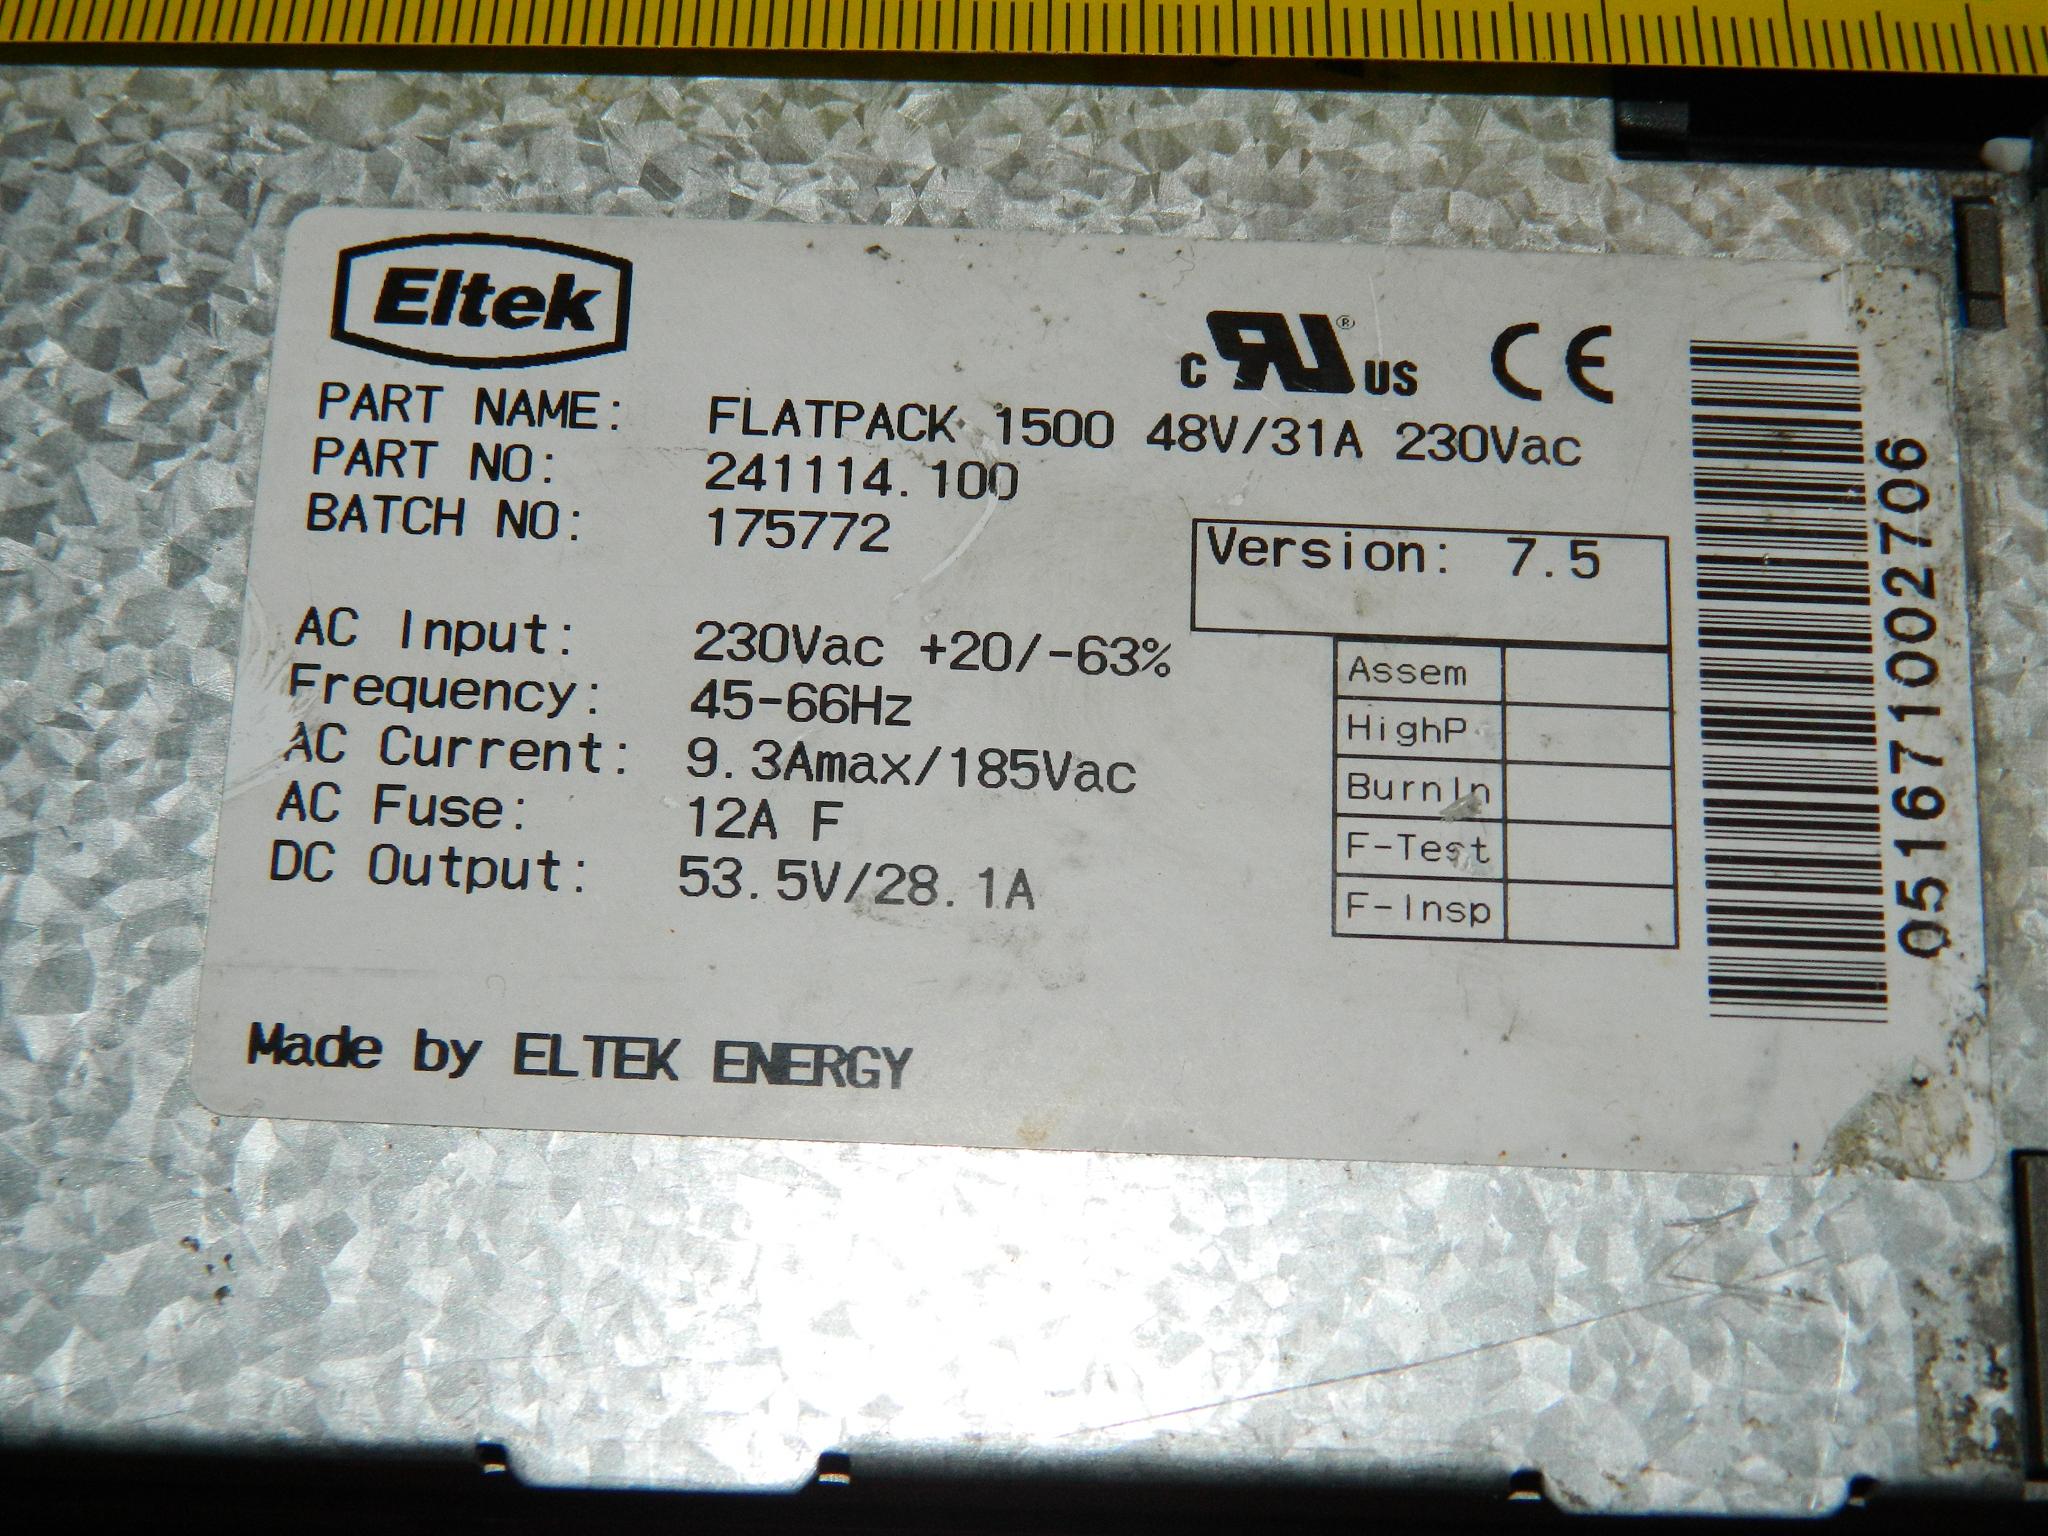 Eltek
c RU® US CE
PART NAME: FLATPACK 1500 48V/31A 230Vac
PART NO: 241114.100
BATCH NO: 175772
Version: 7.5
AC Input: 230Vac +20/-63%
Frequency: 45-66Hz
AC Current: 9.3Amax/185Vac
AC Fuse: 12A F
DC Output: 53.5V/28.1A
Assem
HighP
BurnIn
F-Test
F-Insp
Made by ELTEK ENERGY
051671002706